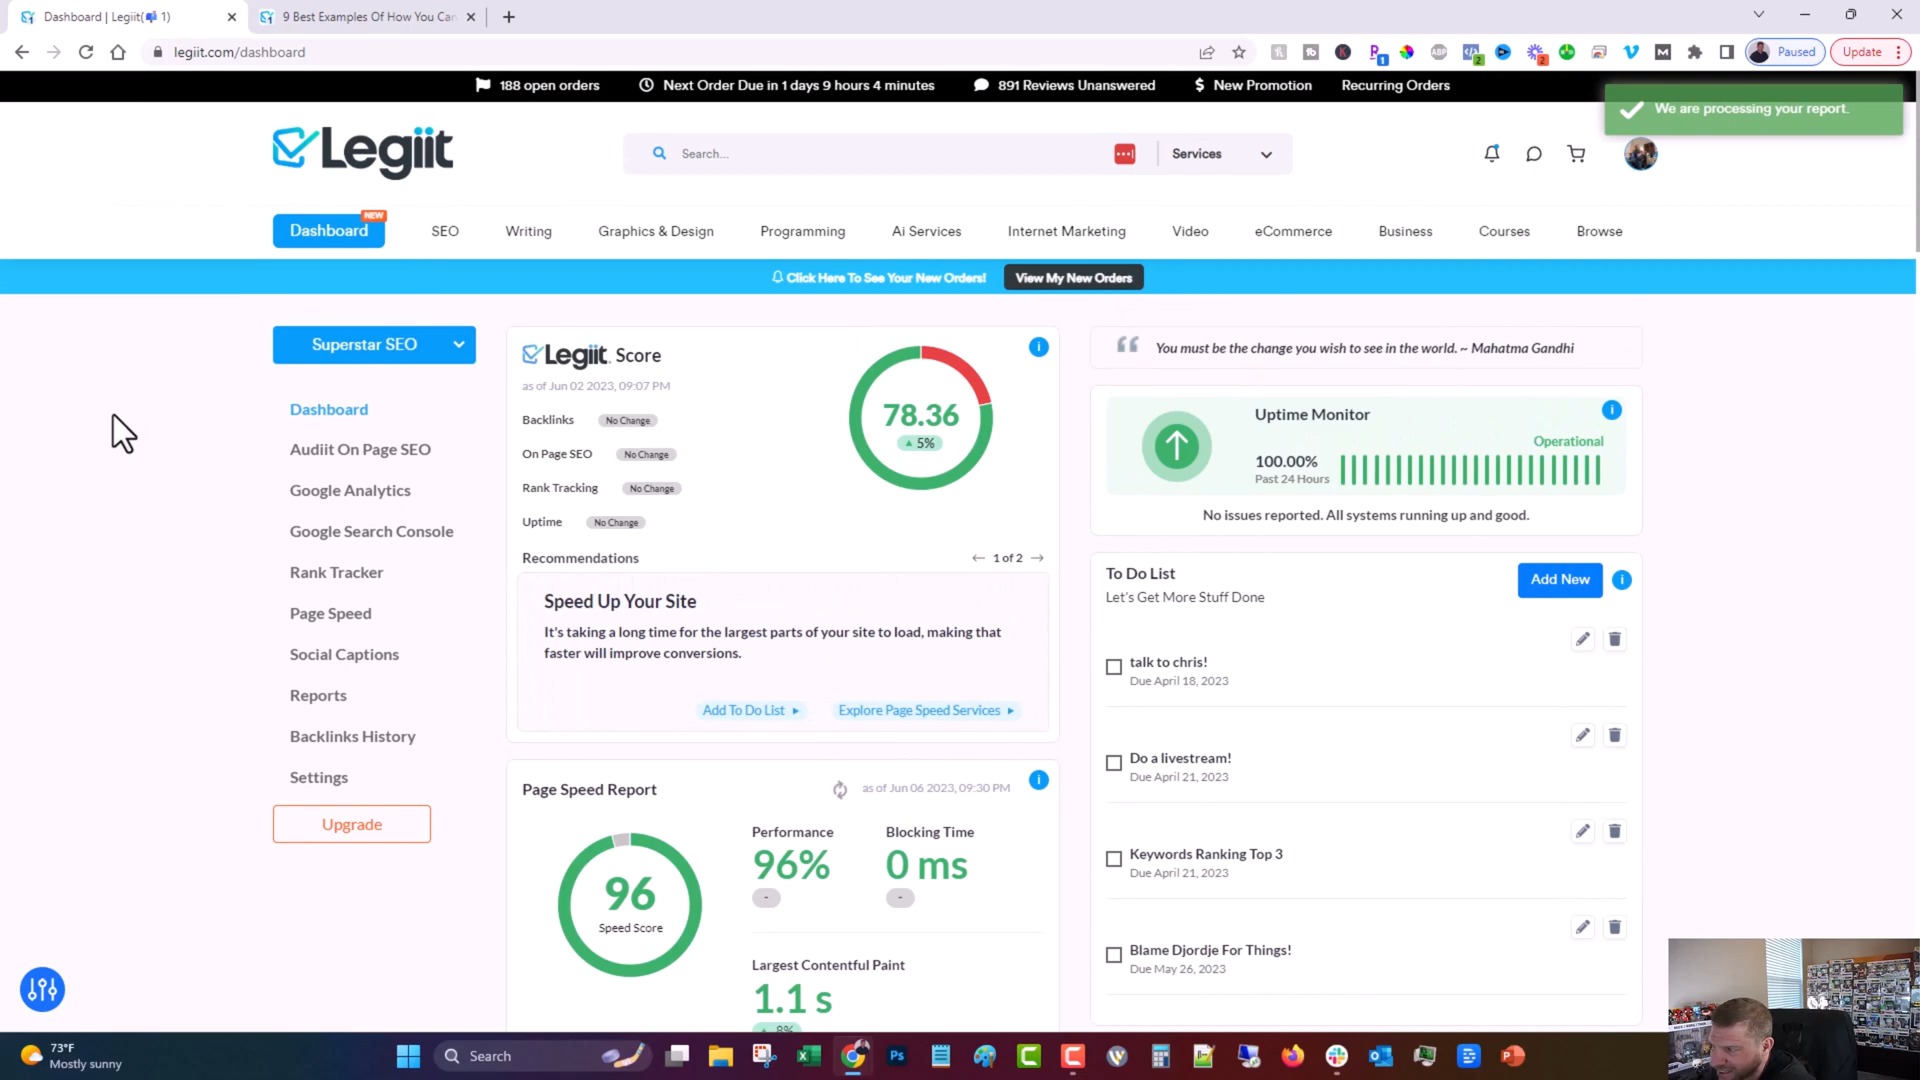 Dashboard | Legiit(📬 1)
9 Best Examples Of How You Can
legiit.com/dashboard
Paused
Update
188 open orders
Next Order Due in 1 days 9 hours 4 minutes
891 Reviews Unanswered
$ New Promotion
Recurring Orders
We are processing your report.
Legiit
Search...
Services
NEW
Dashboard
SEO
Writing
Graphics & Design
Programming
Ai Services
Internet Marketing
Video
eCommerce
Business
Courses
Browse
Click Here To See Your New Orders!
View My New Orders
Superstar SEO
Dashboard
Audiit On Page SEO
Google Analytics
Google Search Console
Rank Tracker
Page Speed
Social Captions
Reports
Backlinks History
Settings
Upgrade
Legiit. Score
as of Jun 02 2023, 09:07 PM
Backlinks No Change
On Page SEO No Change
Rank Tracking No Change
Uptime No Change
78.36
5%
Recommendations
← 1 of 2 →
Speed Up Your Site
It's taking a long time for the largest parts of your site to load, making that
faster will improve conversions.
Add To Do List
Explore Page Speed Services
Page Speed Report
as of Jun 06 2023, 09:30 PM
96
Speed Score
Performance
96%
-
Blocking Time
0 ms
-
Largest Contentful Paint
1.1 s
8%
You must be the change you wish to see in the world. ~ Mahatma Gandhi
Uptime Monitor
Operational
100.00%
Past 24 Hours
No issues reported. All systems running up and good.
To Do List
Let's Get More Stuff Done
Add New
talk to chris!
Due April 18, 2023
Do a livestream!
Due April 21, 2023
Keywords Ranking Top 3
Due April 21, 2023
Blame Djordje For Things!
Due May 26, 2023
73°F
Mostly sunny
Search